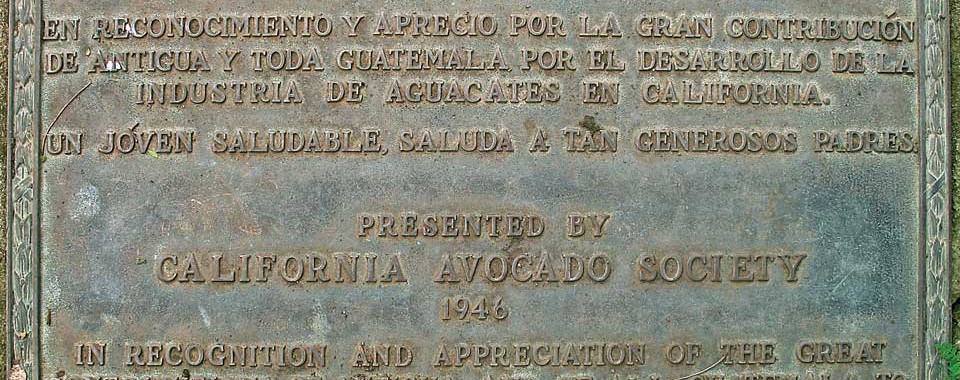 EN RECONOCIMIENTO Y APRECIO POR LA GRAN CONTRIBUCIÓN
DE ANTIGUA Y TODA GUATEMALA POR EL DESARROLLO DE LA
INDUSTRIA DE AGUACATES EN CALIFORNIA.
UN JÓVEN SALUDABLE, SALUDA A TAN GENEROSOS PADRES.
PRESENTED BY
CALIFORNIA AVOCADO SOCIETY
1946
IN RECOGNITION AND APPRECIATION OF THE GREAT